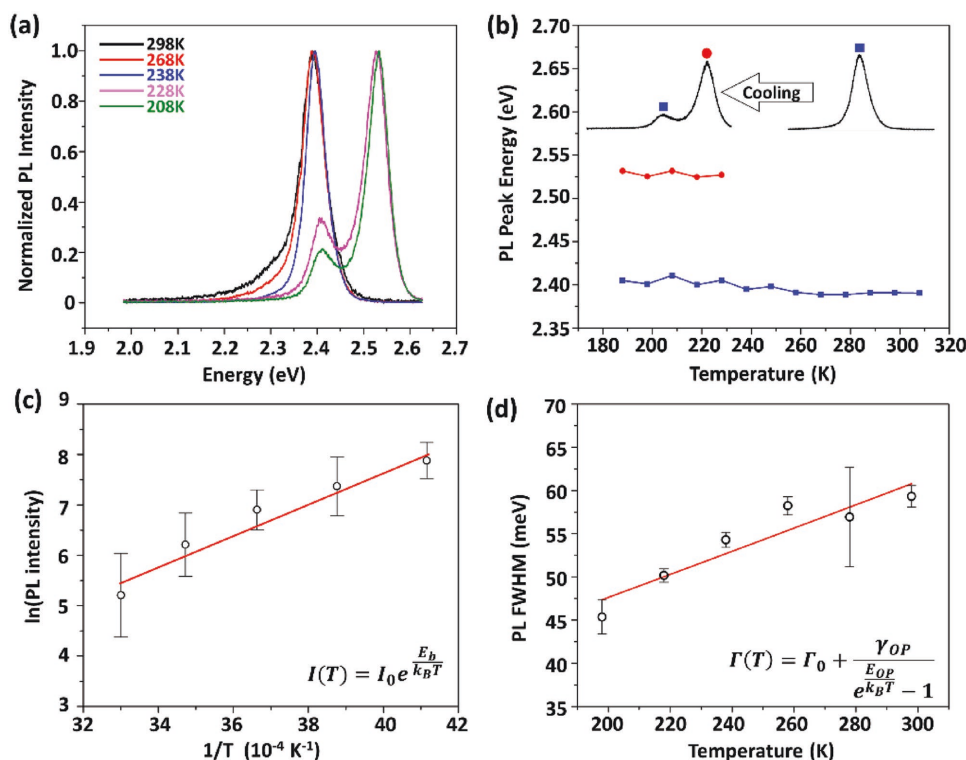 (a)
298K
268K
238K
228K
208K
Normalized PL Intensity
1.0
0.8
0.6
0.4
0.2
0
1.9 2.0 2.1 2.2 2.3 2.4 2.5 2.6 2.7
Energy (eV)
(b)
Cooling
PL Peak Energy (eV)
2.70
2.65
2.60
2.55
2.50
2.45
2.40
2.35
180 200 220 240 260 280 300 320
Temperature (K)
(c)
ln(PL intensity)
9
8
7
6
5
4
3
32 34 36 38 40 42
1/T (10⁻⁴ K⁻¹)
I(T) = I₀e^(E_b/k_BT)
(d)
PL FWHM (meV)
70
65
60
55
50
45
40
35
200 220 240 260 280 300
Temperature (K)
Γ(T) = Γ₀ + γ_OP/(e^(E_OP/k_BT) − 1)